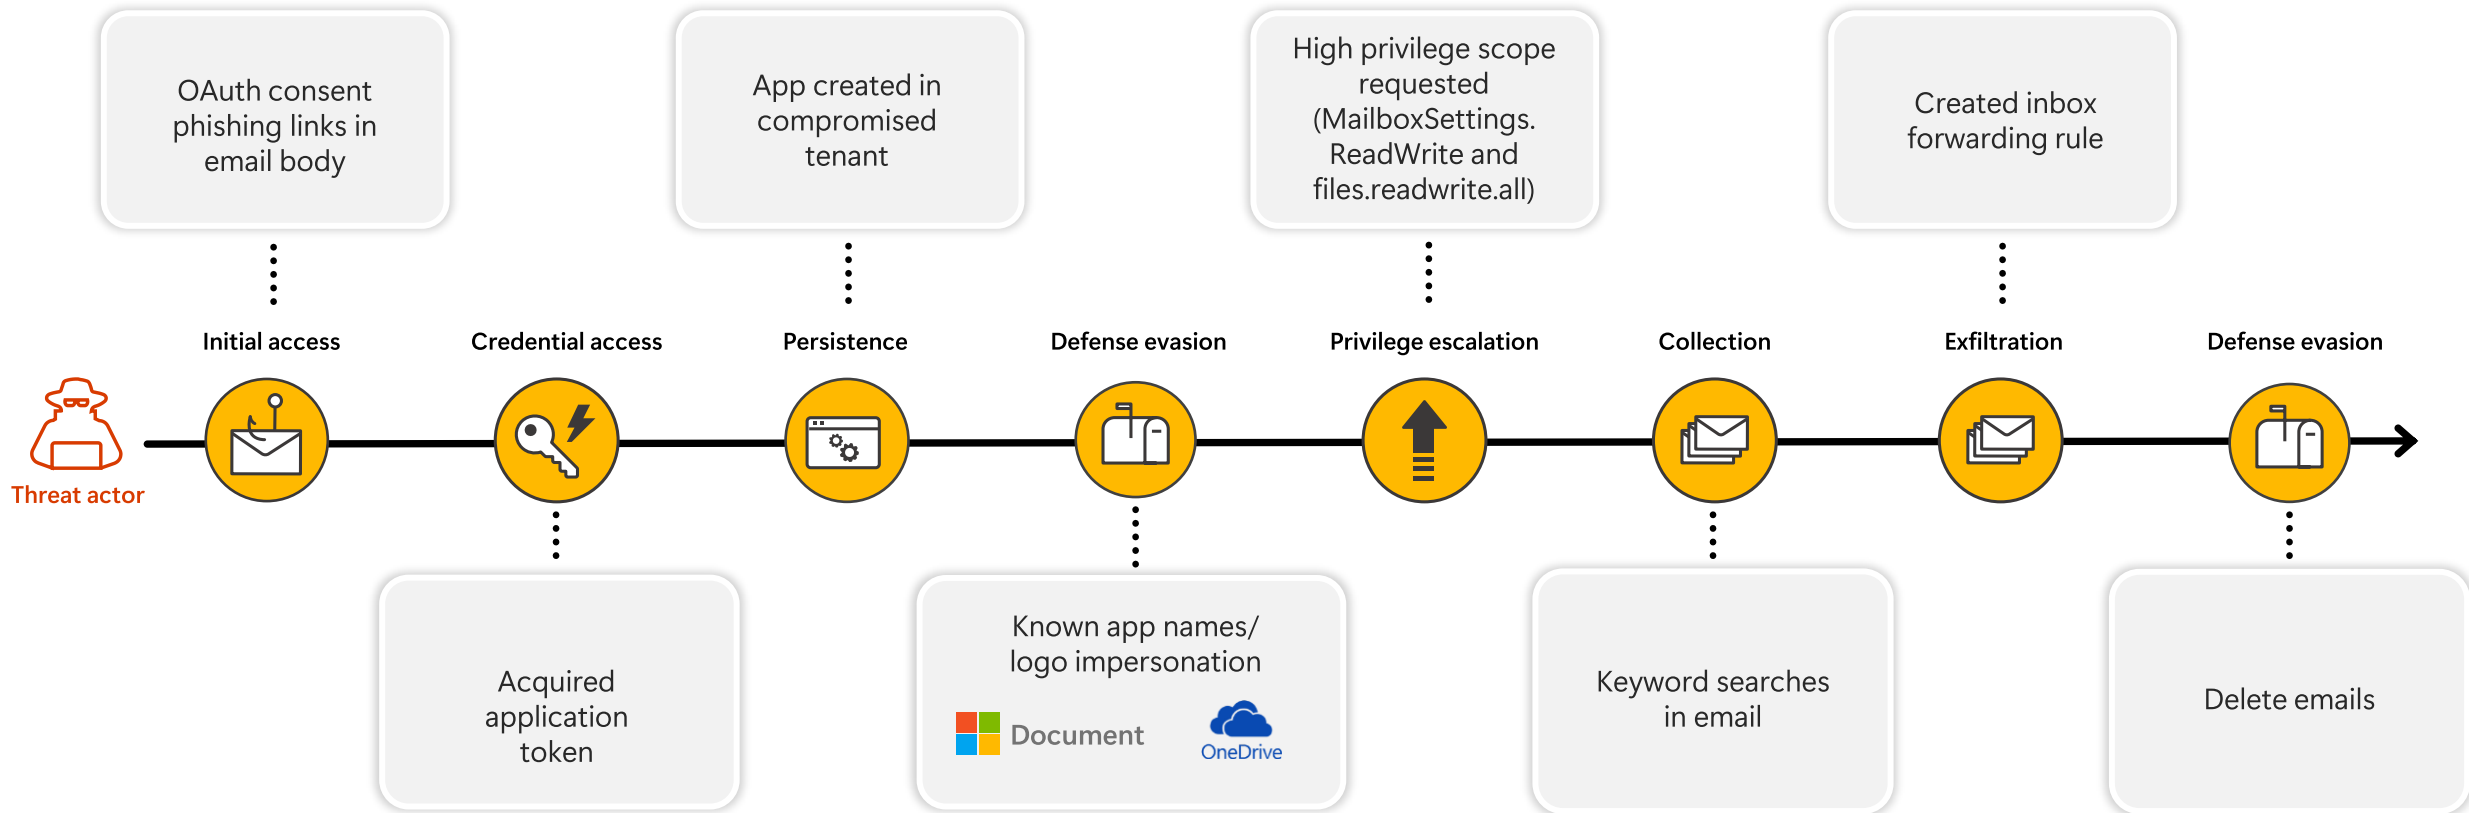 OAuth consent
phishing links in
email body
App created in
compromised
tenant
High privilege scope
requested
(MailboxSettings.
ReadWrite and
files.readwrite.all)
Created inbox
forwarding rule
Initial access
Credential access
Persistence
Defense evasion
Privilege escalation
Collection
Exfiltration
Defense evasion
Threat actor
Acquired
application
token
Known app names/
logo impersonation
Document
OneDrive
Keyword searches
in email
Delete emails